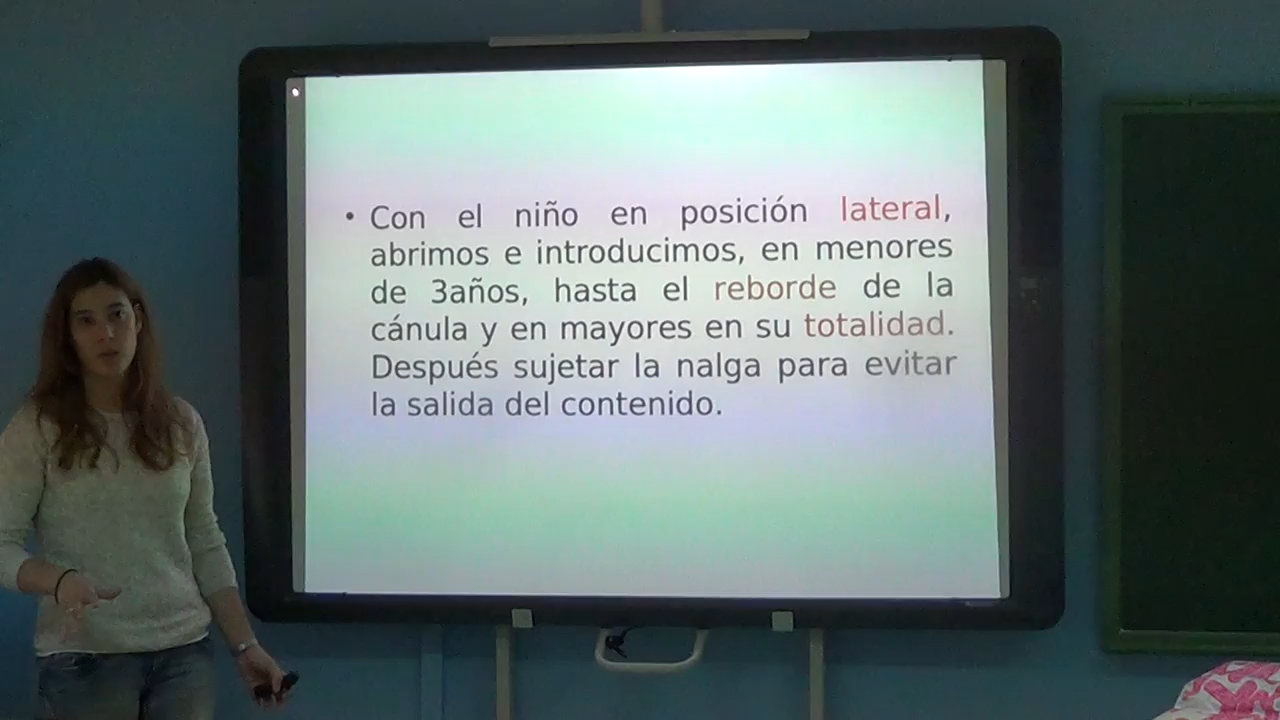 • Con el niño en posición lateral,
abrimos e introducimos, en menores
de 3años, hasta el reborde de la
cánula y en mayores en su totalidad.
Después sujetar la nalga para evitar
la salida del contenido.